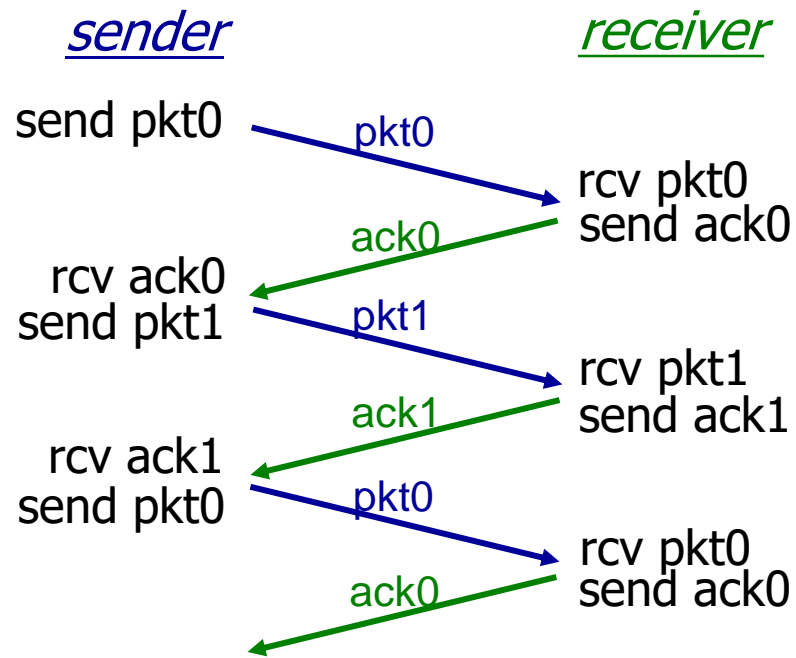 sender
receiver
send pkt0
pkt0
rcv pkt0
send ack0
ack0
rcv ack0
send pkt1
pkt1
rcv pkt1
send ack1
ack1
rcv ack1
send pkt0
pkt0
rcv pkt0
send ack0
ack0